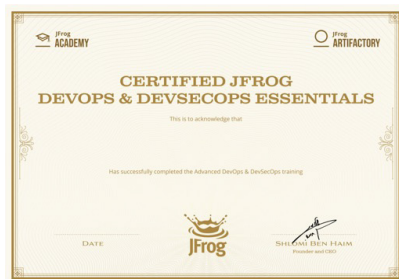 JFrog
ACADEMY
JFrog
ARTIFACTORY
CERTIFIED JFROG
DEVOPS & DEVSECOPS ESSENTIALS
This is to acknowledge that
Has successfully completed the Advanced DevOps & DevSecOps training
DATE
JFrog
SHLOMI BEN HAIM
Founder and CEO